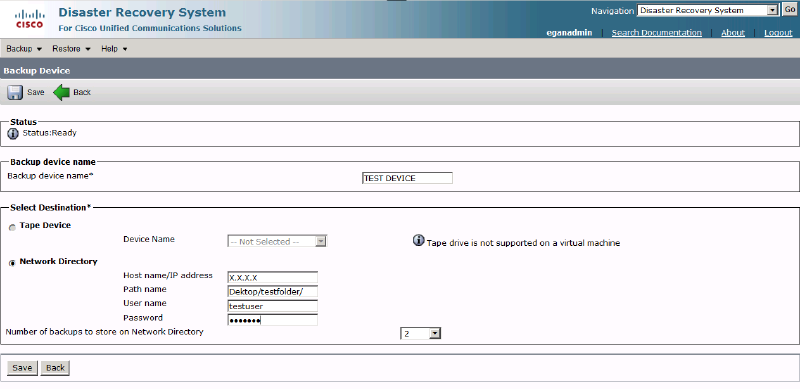 CISCO
Disaster Recovery System
For Cisco Unified Communications Solutions
Navigation Disaster Recovery System Go
eganadmin | Search Documentation | About | Logout
Backup Restore Help
Backup Device
Save Back
Status
Status:Ready
Backup device name
Backup device name* TEST DEVICE
Select Destination*
Tape Device
Device Name -- Not Selected -- Tape drive is not supported on a virtual machine
Network Directory
Host name/IP address X.X.X.X
Path name Dektop/testfolder/
User name testuser
Password •••••••
Number of backups to store on Network Directory 2
Save Back